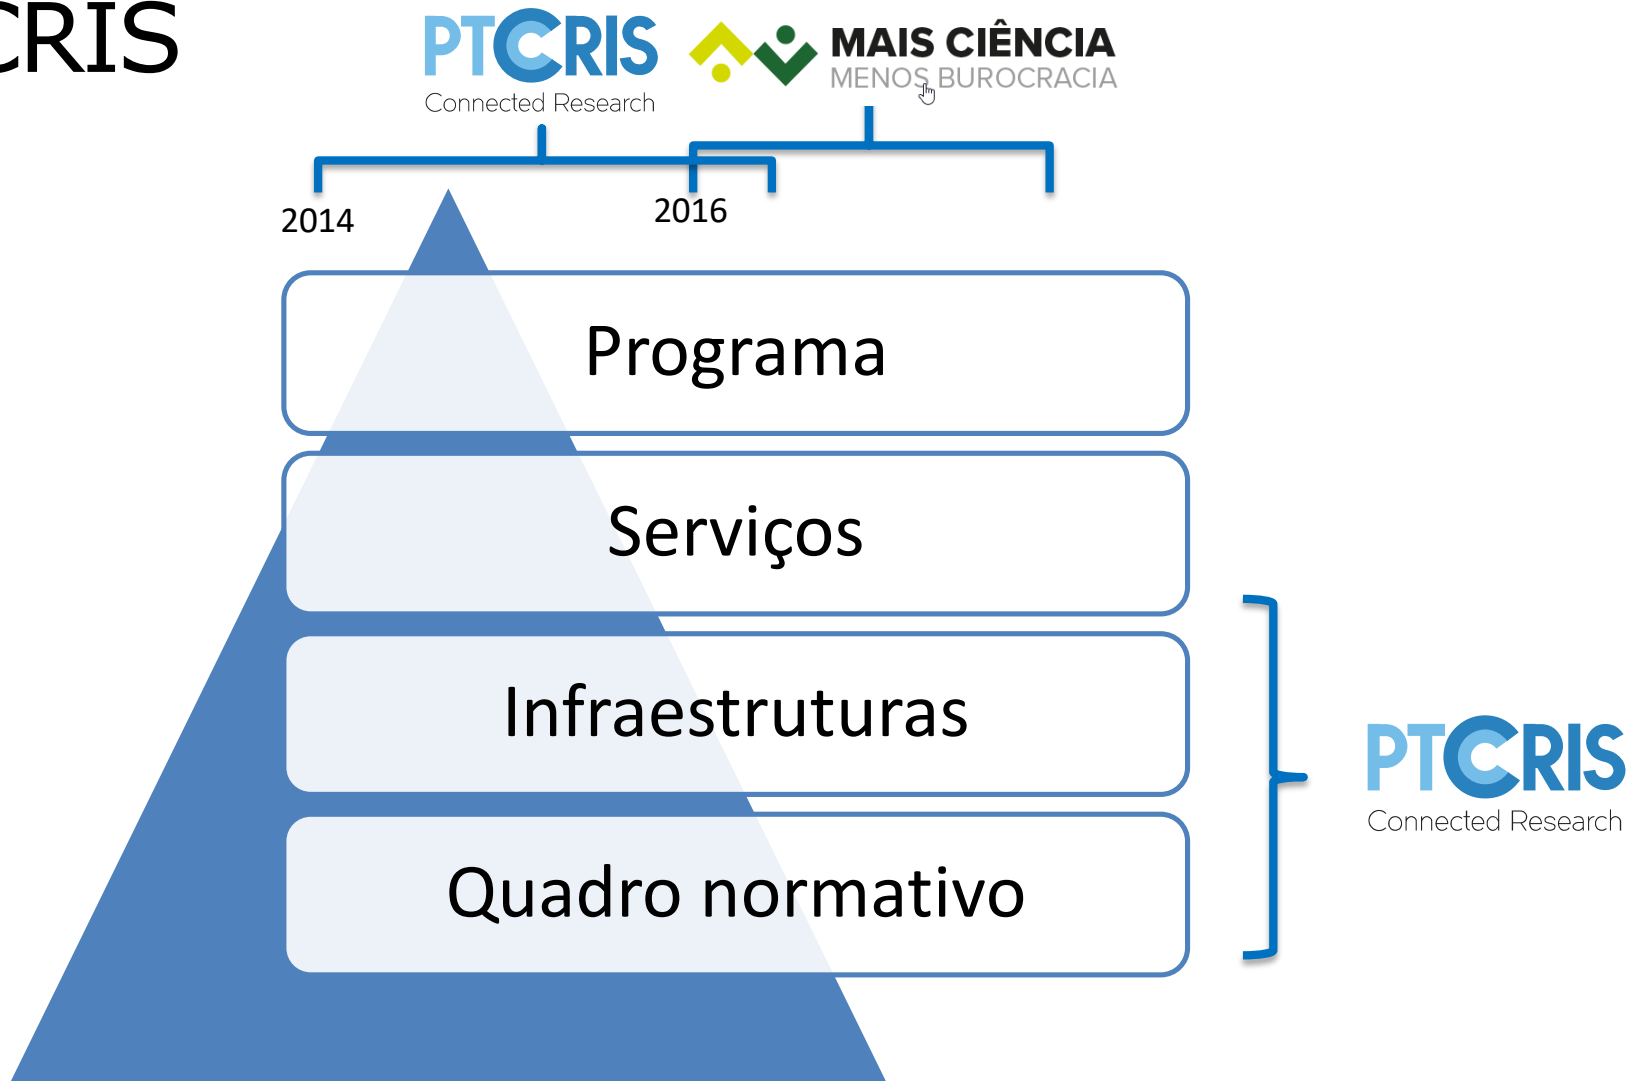 CRIS
PTCRIS
Connected Research
MAIS CIÊNCIA
MENOS BUROCRACIA
2014
2016
Programa
Serviços
Infraestruturas
Quadro normativo
PTCRIS
Connected Research